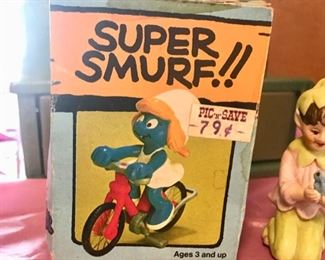 SUPER
SMURF!!
PIC 'n' SAVE
79¢
Ages 3 and up